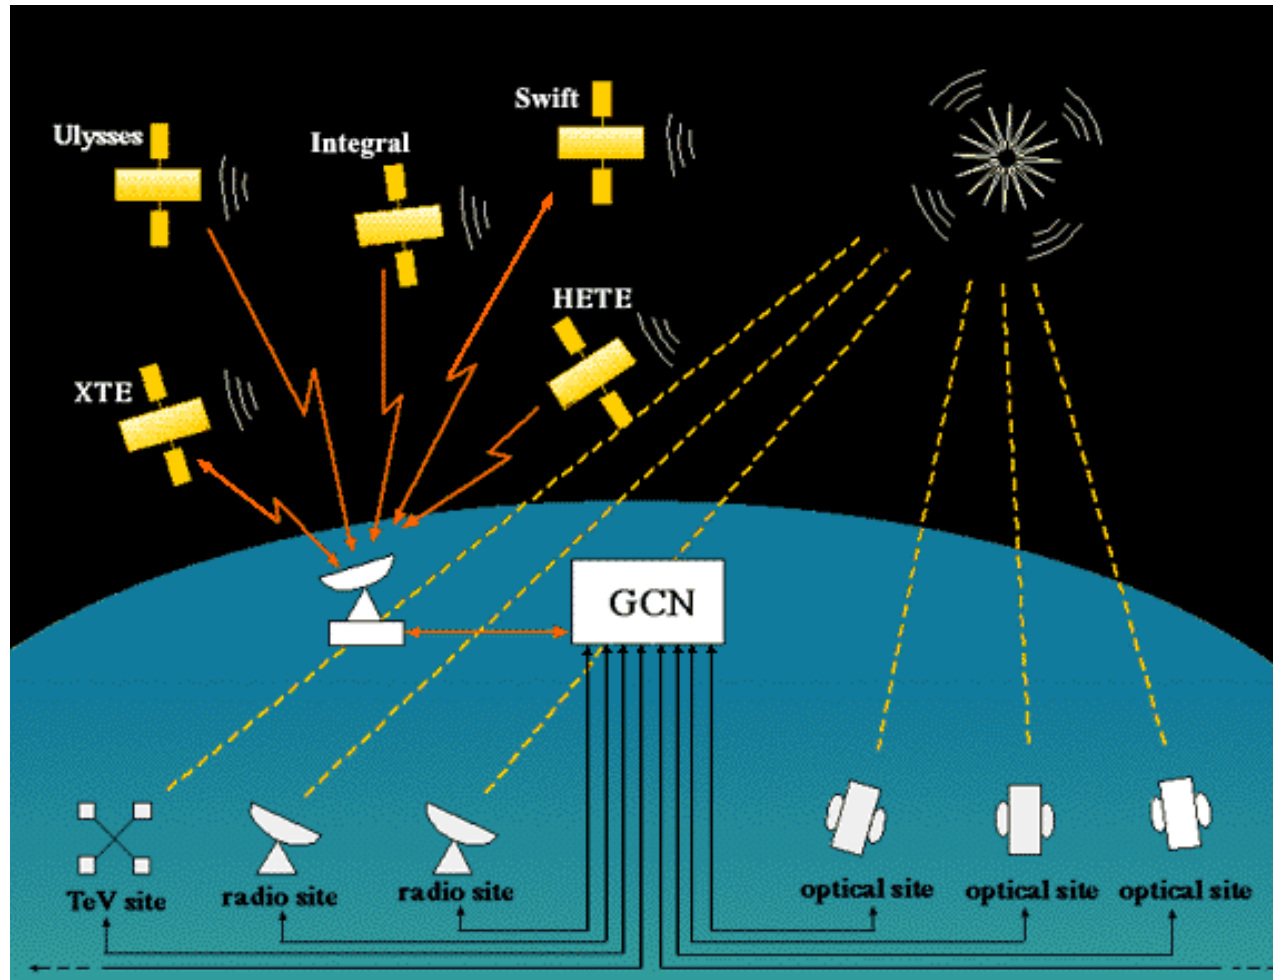 Swift
Ulysses
Integral
HETE
XTE
GCN
TeV site
radio site
radio site
optical site
optical site
optical site